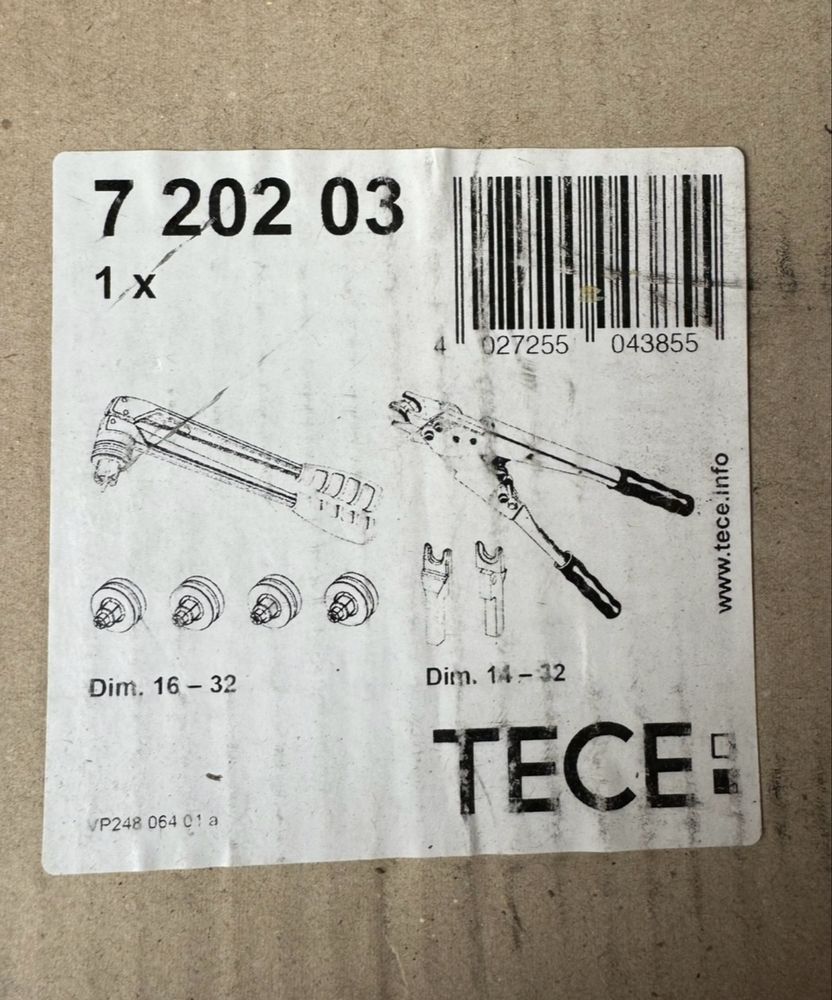 7 202 03
1 x
4 027255 043855
www.tece.info
Dim. 16 – 32
Dim. 14 – 32
TECE
VP248 064 01 a